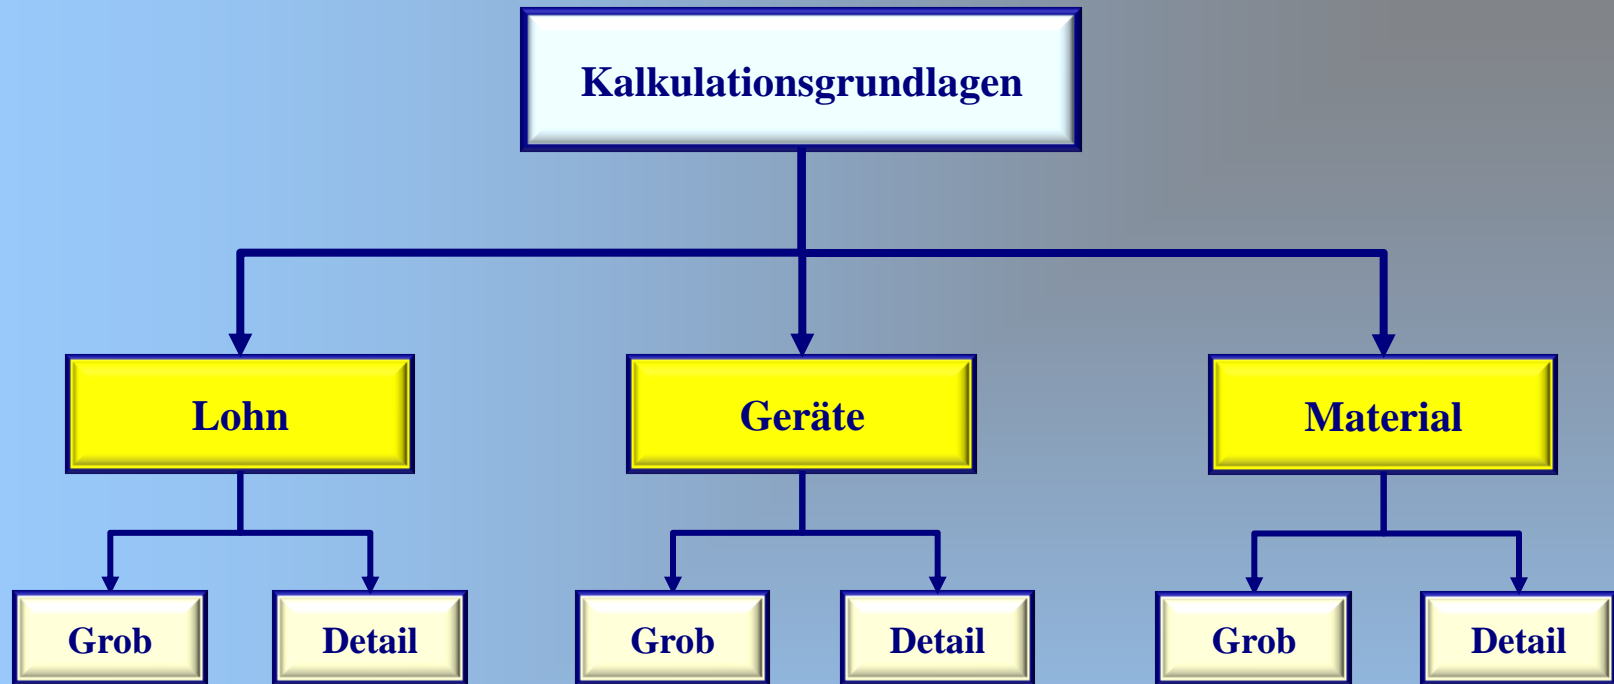 Kalkulationsgrundlagen
Lohn
Geräte
Material
Grob
Detail
Grob
Detail
Grob
Detail